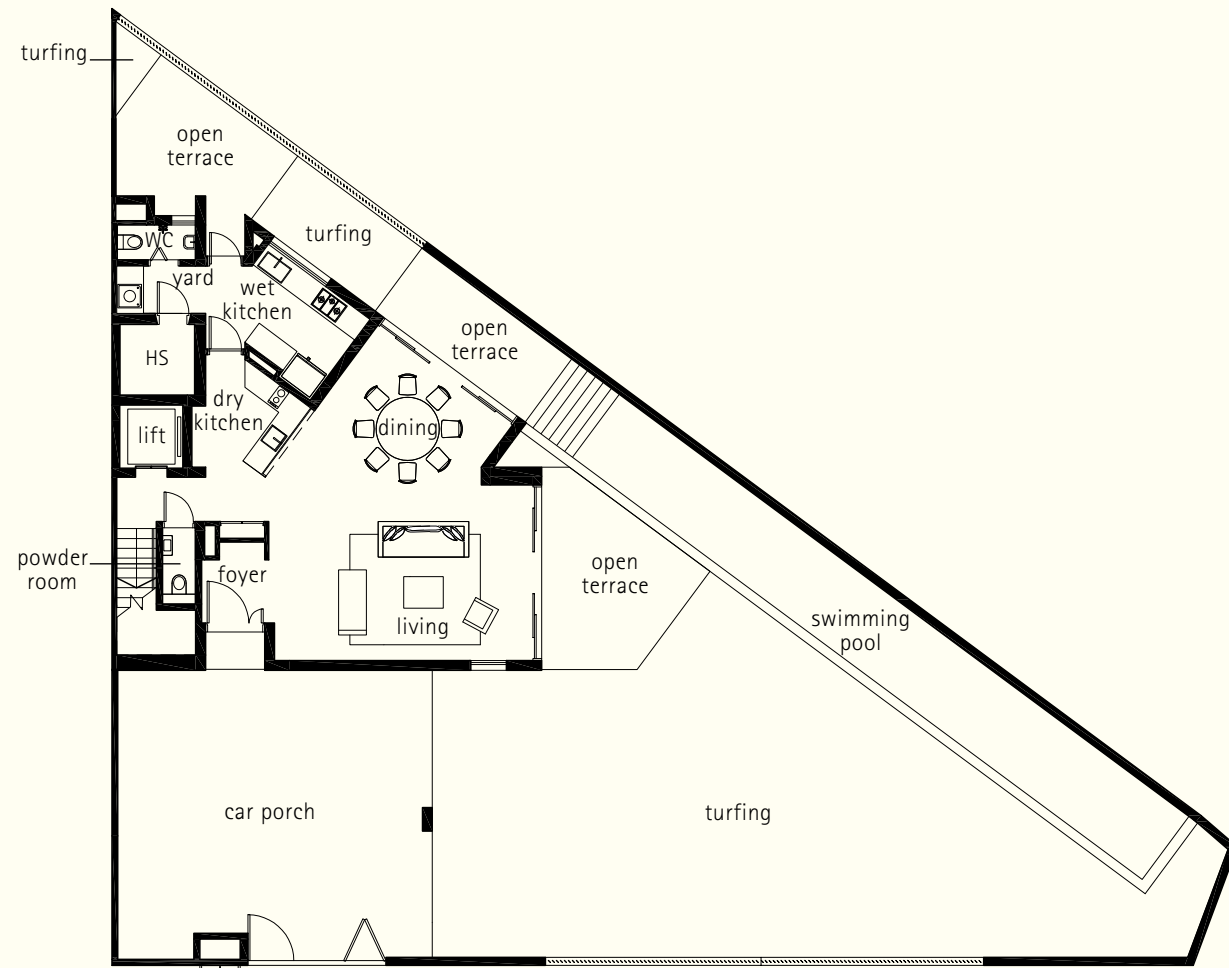 turfing
open
terrace
turfing
WC
yard
wet
kitchen
open
terrace
HS
dry
kitchen
lift
dining
powder
room
foyer
open
terrace
living
swimming
pool
car porch
turfing